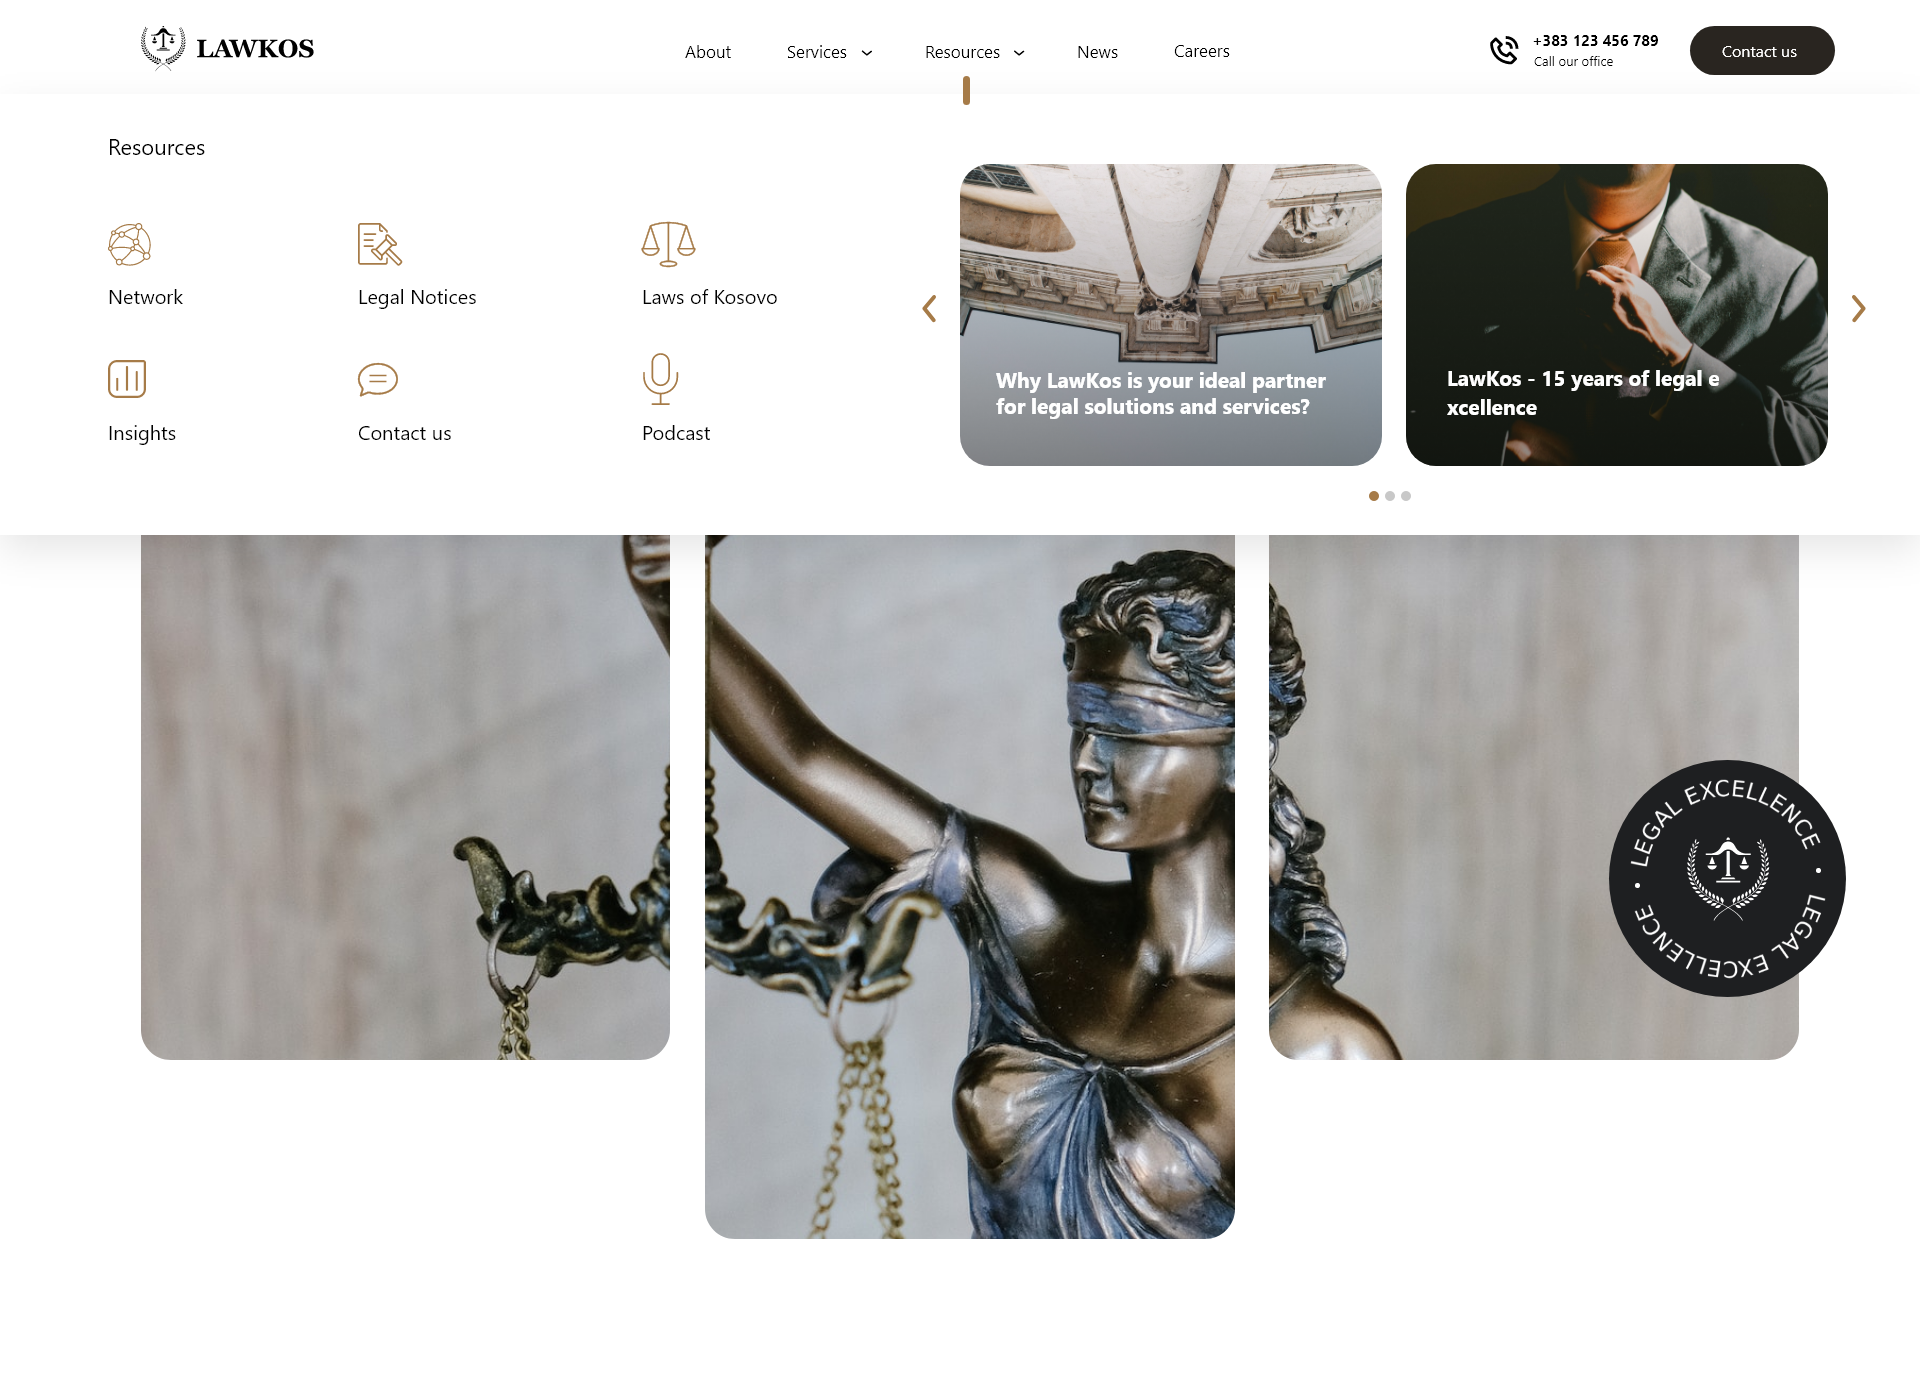 LAWKOS
About
Services
Resources
News
Careers
+383 123 456 789
Call our office
Contact us
Resources
Network
Legal Notices
Laws of Kosovo
Insights
Contact us
Podcast
Why LawKos is your ideal partner
for legal solutions and services?
LawKos - 15 years of legal e
xcellence
LEGAL EXCELLENCE • LEGAL EXCELLENCE •